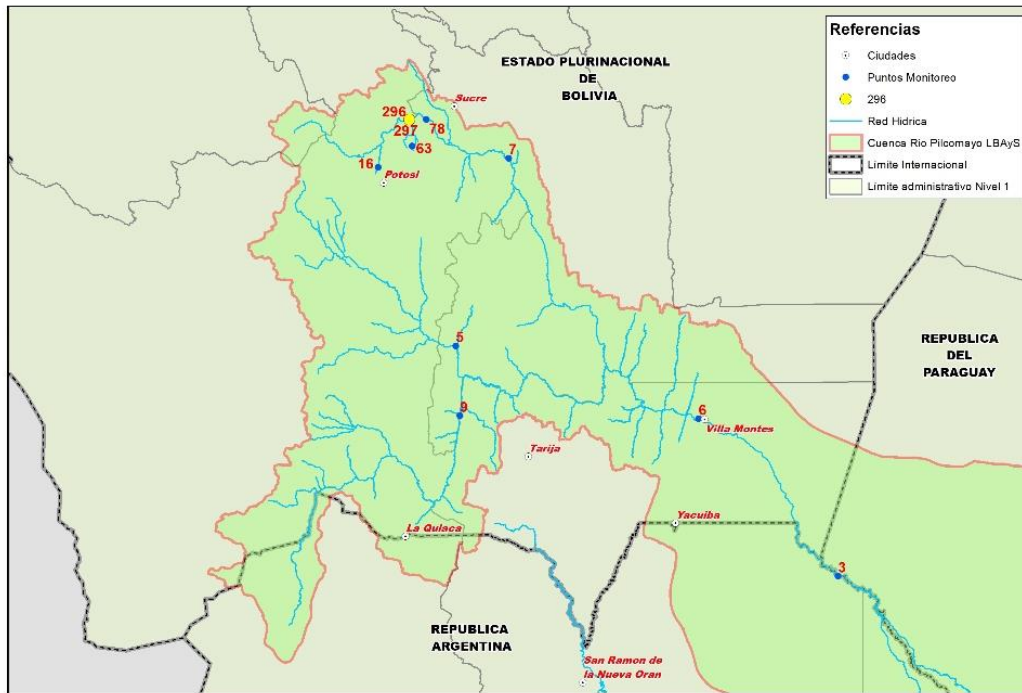 Referencias
Ciudades
Puntos Monitoreo
296
Red Hidrica
Cuenca Rio Pilcomayo LBAyS
Límite Internacional
Límite administrativo Nivel 1
ESTADO PLURINACIONAL
DE
BOLIVIA
Sucre
296
297
78
63
7
16
Potosi
5
REPUBLICA
DEL
PARAGUAY
9
6
Villa Montes
Tarija
Yacuiba
La Quiaca
3
REPUBLICA
ARGENTINA
San Ramon de
la Nueva Oran